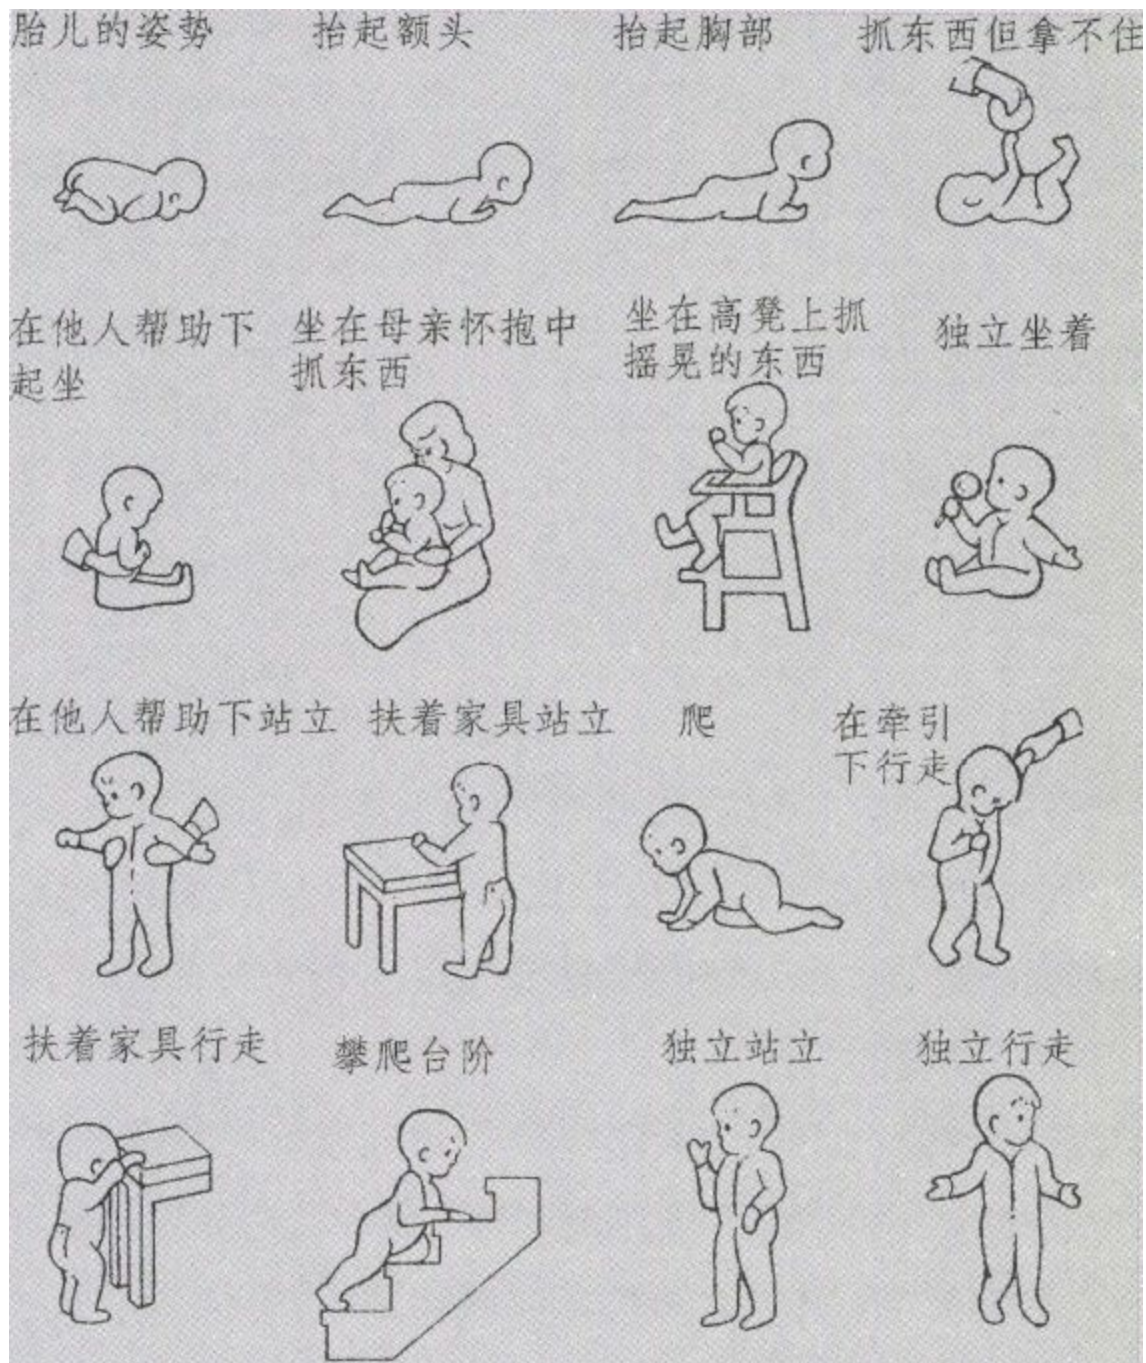 胎儿的姿势
抬起额头
抬起胸部
抓东西但拿不住
在他人帮助下
起坐
坐在母亲怀抱中
抓东西
坐在高凳上抓
摇晃的东西
独立坐着
在他人帮助下站立
扶着家具站立
爬
在牵引
下行走
扶着家具行走
攀爬台阶
独立站立
独立行走